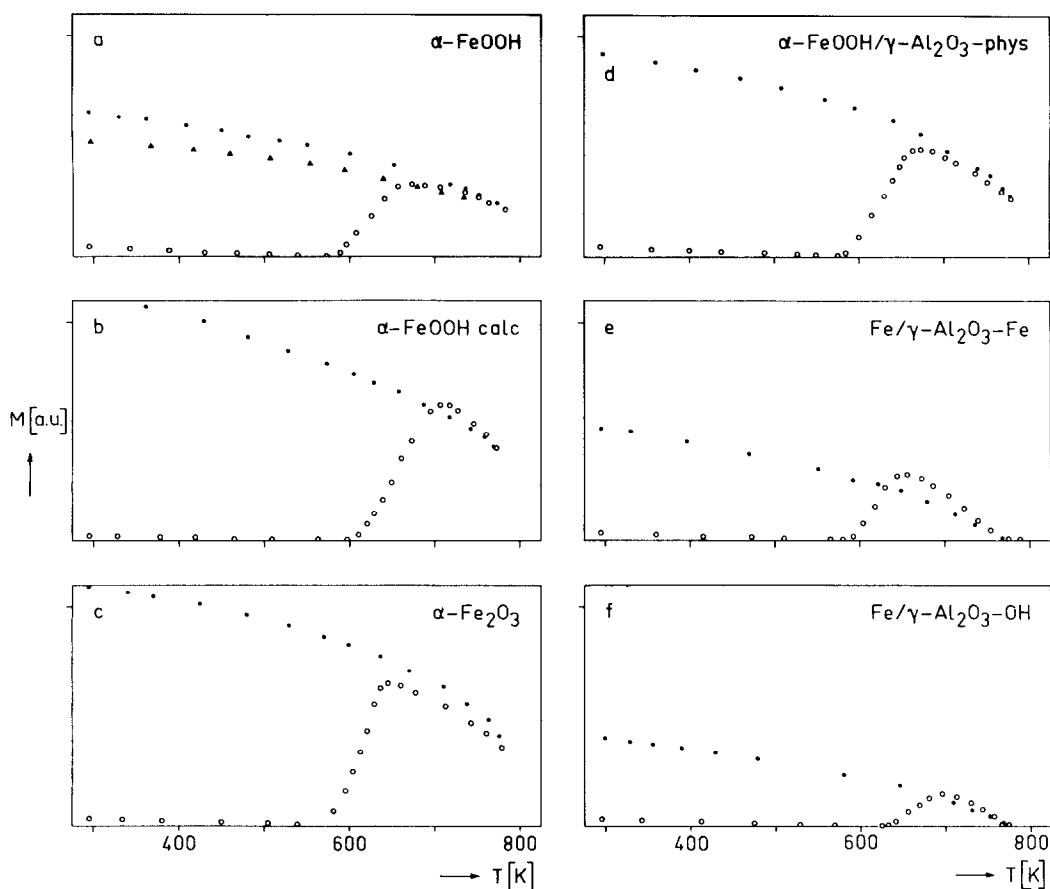 a
α-FeOOH
b
α-FeOOH calc
c
α-Fe2O3
M[a.u.]
400
600
800
T[K]
d
α-FeOOH/γ-Al2O3-phys
e
Fe/γ-Al2O3-Fe
f
Fe/γ-Al2O3-OH
400
600
800
T[K]